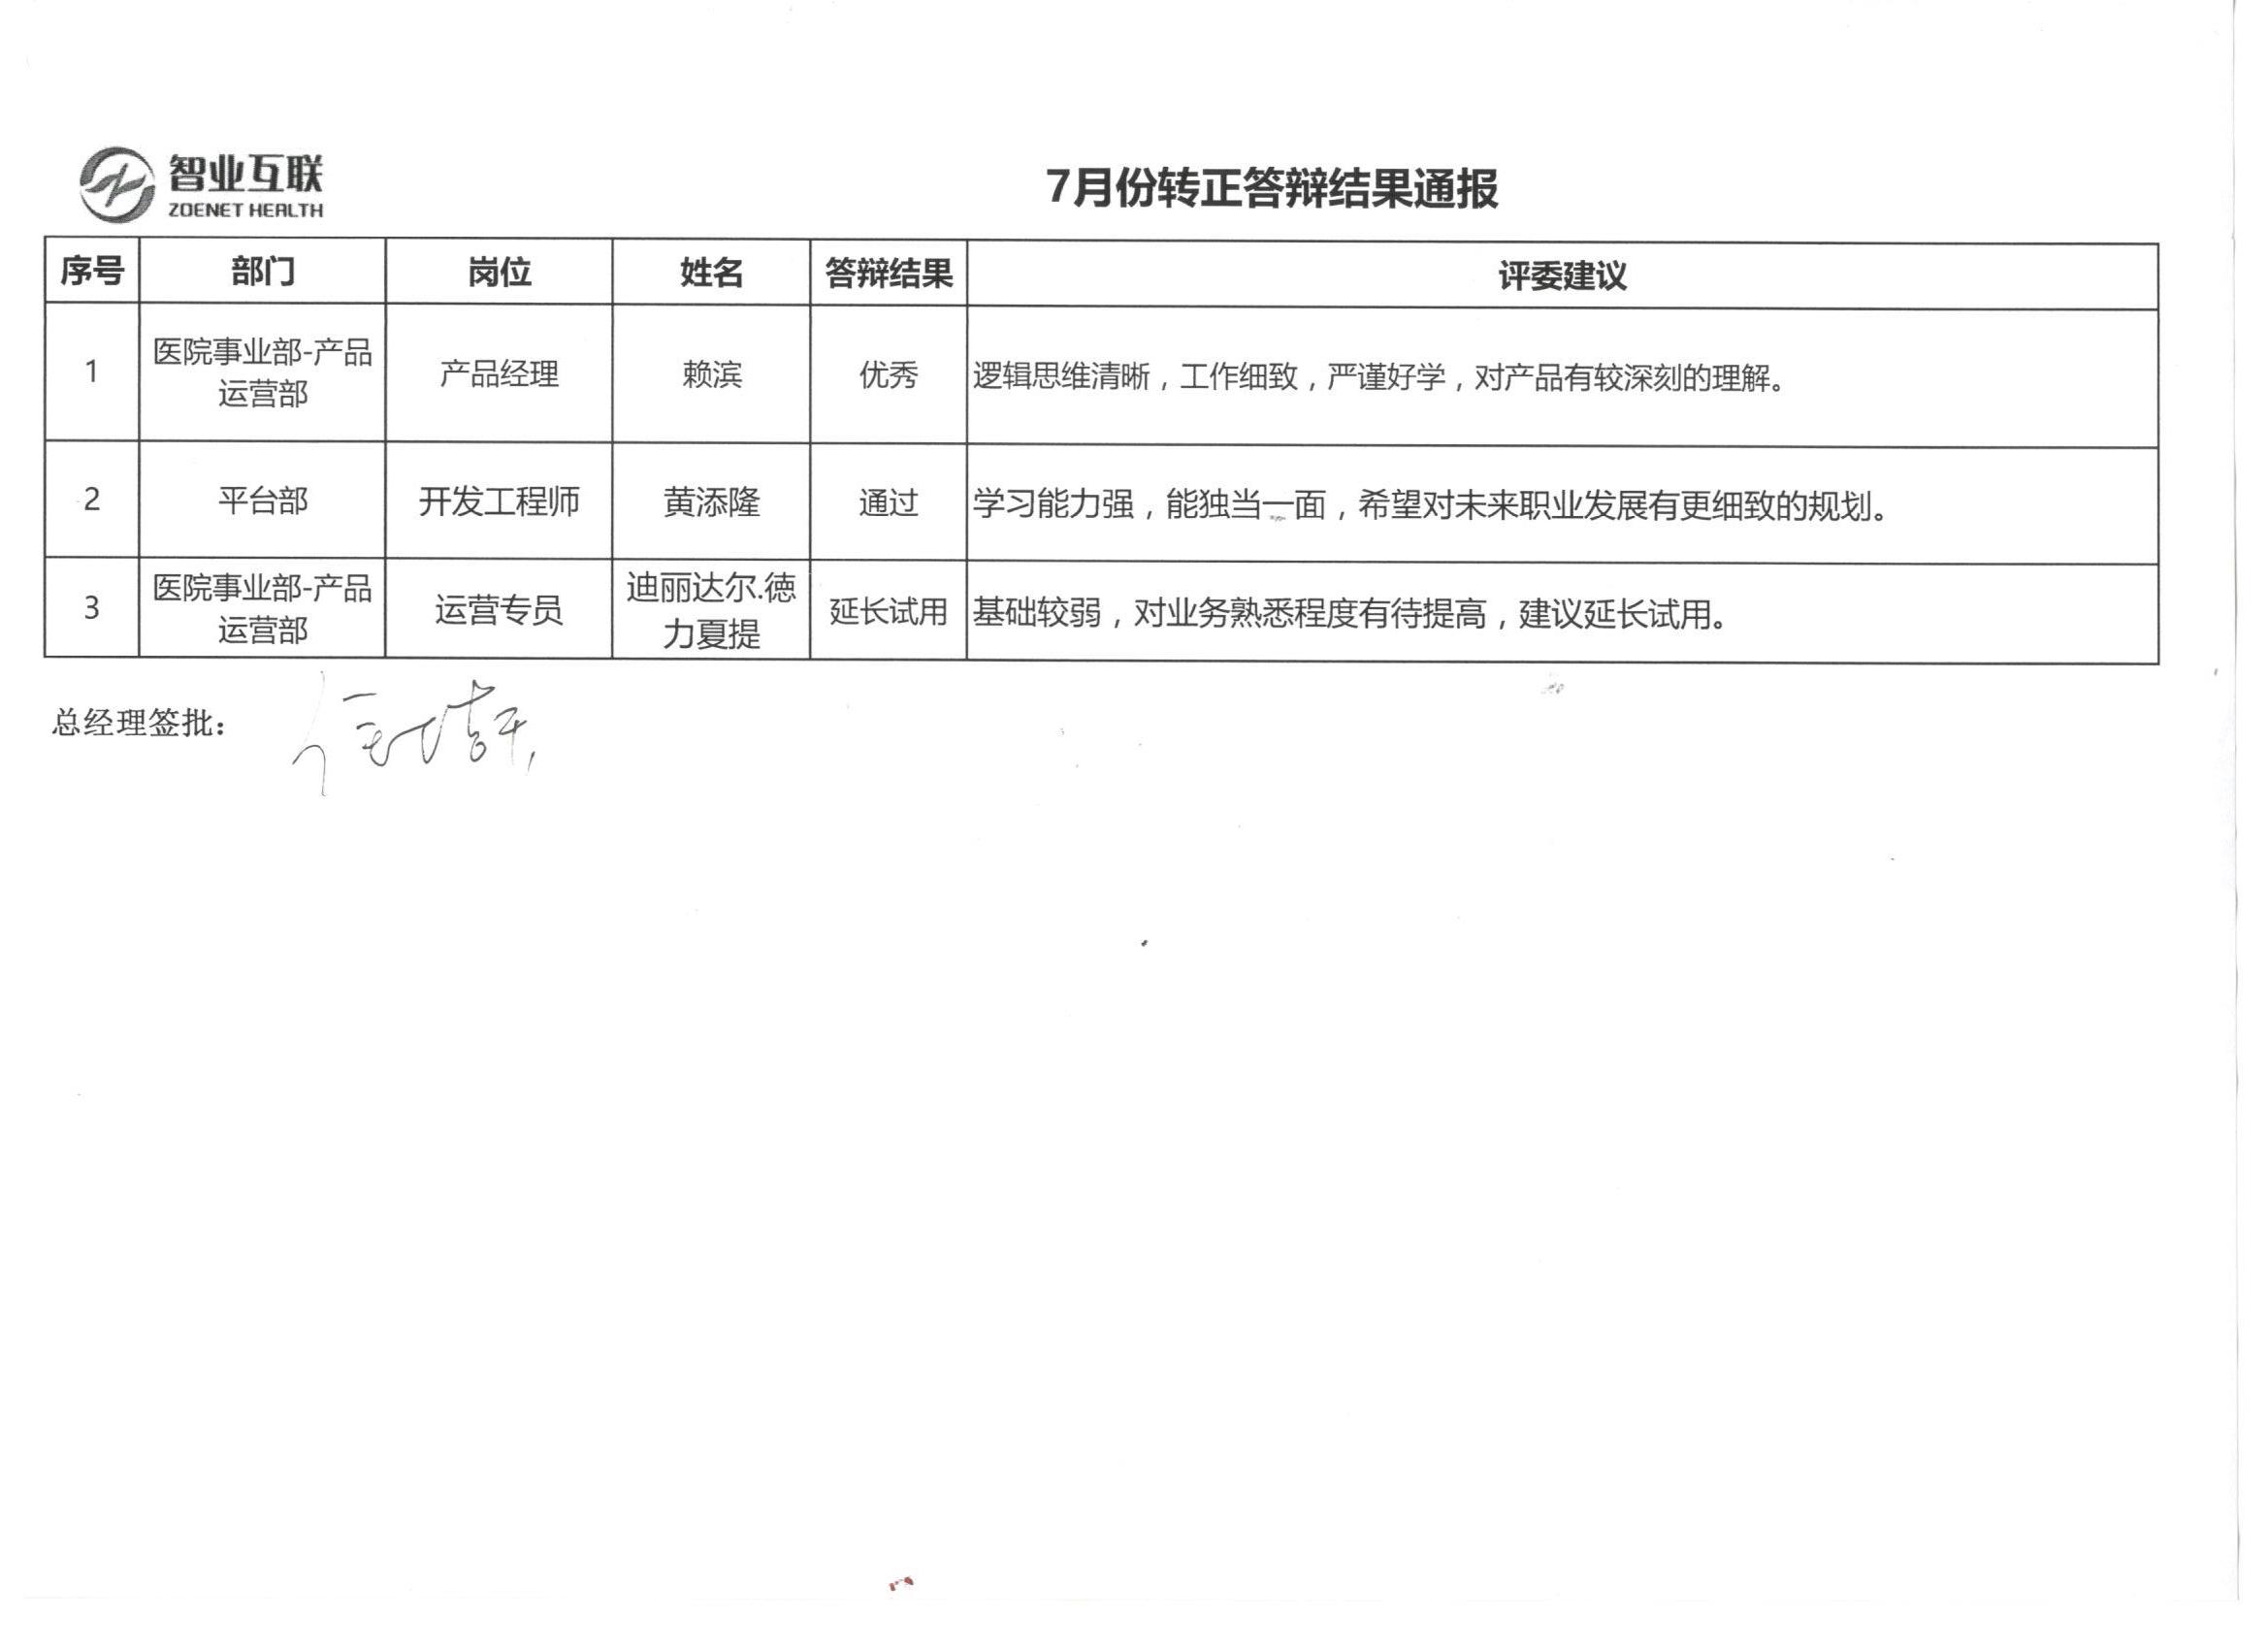 智业互联
ZOENET HEALTH
7月份转正答辩结果通报
序号 部门 岗位 姓名 答辩结果 评委建议
1 医院事业部-产品 产品经理 赖滨 优秀 逻辑思维清晰，工作细致，严谨好学，对产品有较深刻的理解。
运营部
2 平台部 开发工程师 黄添隆 通过 学习能力强，能独当一面，希望对未来职业发展有更细致的规划。
3 医院事业部-产品 运营专员 迪丽达尔.德 延长试用 基础较弱，对业务熟悉程度有待提高，建议延长试用。
运营部 力夏提
总经理签批：